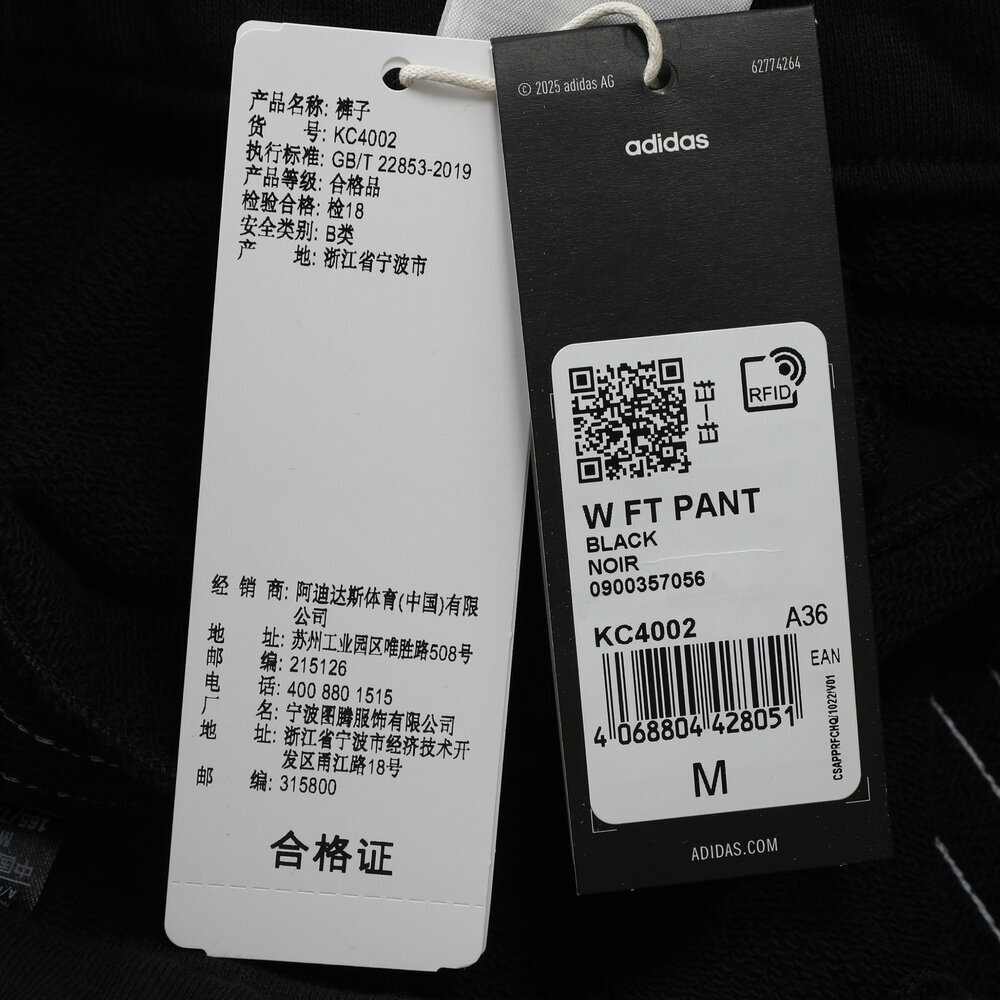 产品名称: 裤子
货 号: KC4002
执行标准: GB/T 22853-2019
产品等级: 合格品
检验合格: 检18
安全类别: B类
产 地: 浙江省宁波市
经 销 商: 阿迪达斯体育(中国)有限
公司
地 址: 苏州工业园区唯胜路508号
邮 编: 215126
电 话: 400 880 1515
厂 名: 宁波图腾服饰有限公司
地 址: 浙江省宁波市经济技术开
发区甬江路18号
邮 编: 315800
合格证
© 2025 adidas AG
62774264
adidas
扫一扫
RFID
W FT PANT
BLACK
NOIR
0900357056
KC4002
A36
EAN
4 068804 428051
CSAPPRFCHQ/1022/V01
M
ADIDAS.COM
中国
M